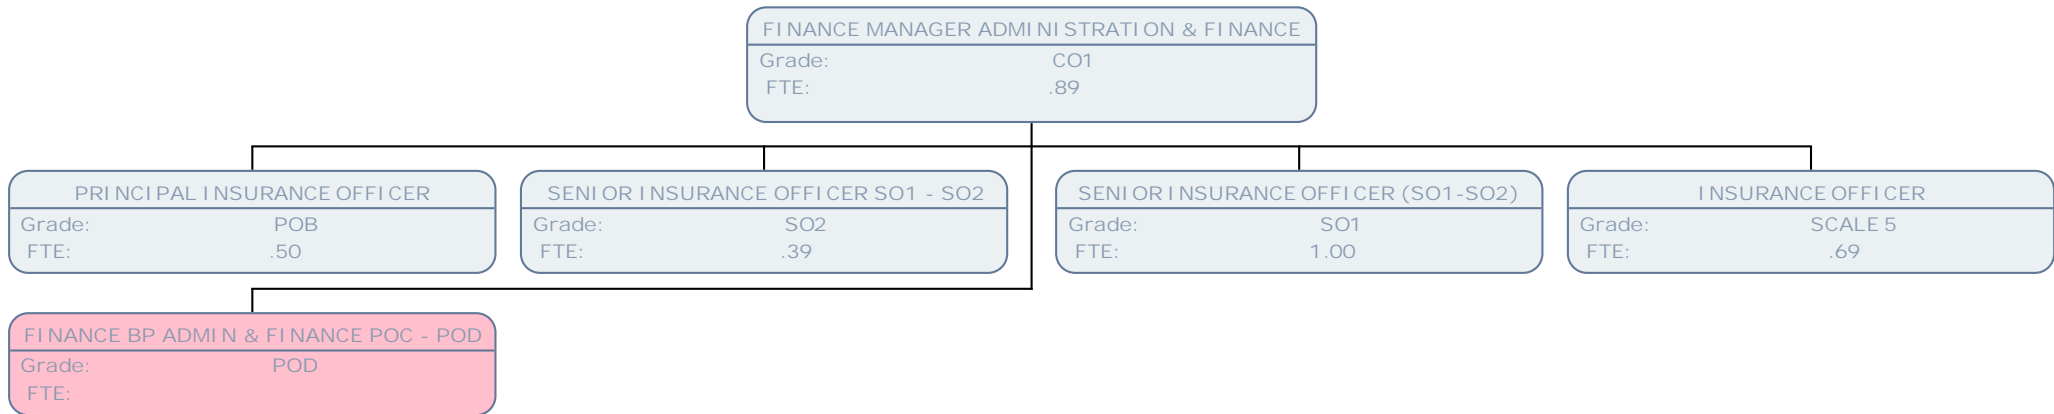 FINANCE MANAGER ADMINISTRATION & FINANCE
Grade: CO1
FTE: .89
PRINCIPAL INSURANCE OFFICER
Grade: POB
FTE: .50
SENIOR INSURANCE OFFICER SO1 - SO2
Grade: SO2
FTE: .39
SENIOR INSURANCE OFFICER (SO1-SO2)
Grade: SO1
FTE: 1.00
INSURANCE OFFICER
Grade: SCALE 5
FTE: .69
FINANCE BP ADMIN & FINANCE POC - POD
Grade: POD
FTE: